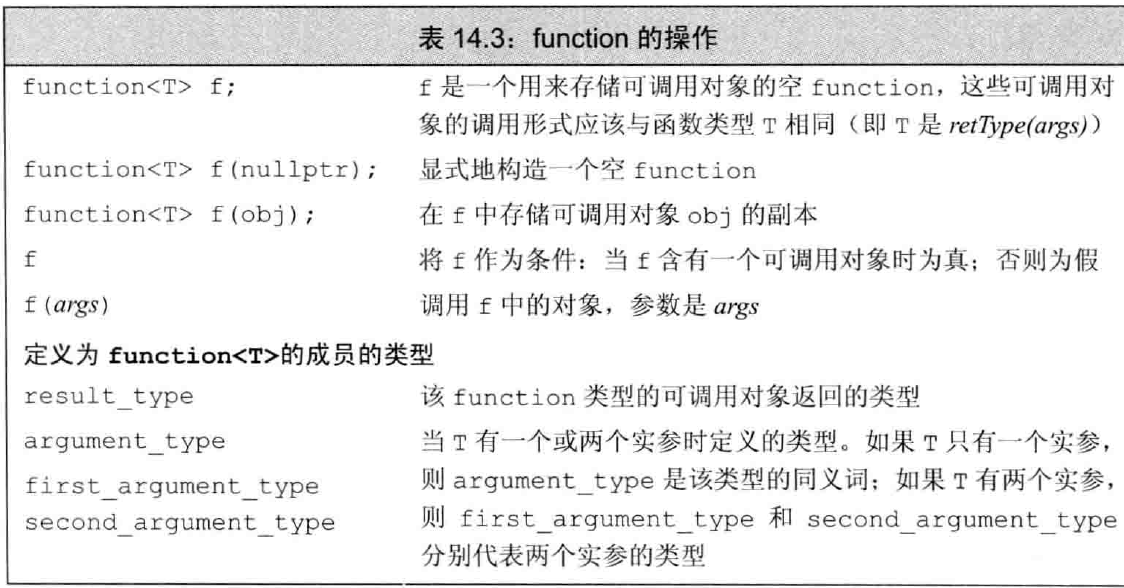 表 14.3：function 的操作
function<T> f; f 是一个用来存储可调用对象的空 function，这些可调用对
象的调用形式应该与函数类型 T 相同（即 T 是 retType(args)）
function<T> f(nullptr); 显式地构造一个空 function
function<T> f(obj); 在 f 中存储可调用对象 obj 的副本
f 将 f 作为条件：当 f 含有一个可调用对象时为真；否则为假
f(args) 调用 f 中的对象，参数是 args
定义为 function<T>的成员的类型
result_type 该 function 类型的可调用对象返回的类型
argument_type 当 T 有一个或两个实参时定义的类型。如果 T 只有一个实参，
first_argument_type 则 argument_type 是该类型的同义词；如果 T 有两个实参，
second_argument_type 则 first_argument_type 和 second_argument_type
分别代表两个实参的类型